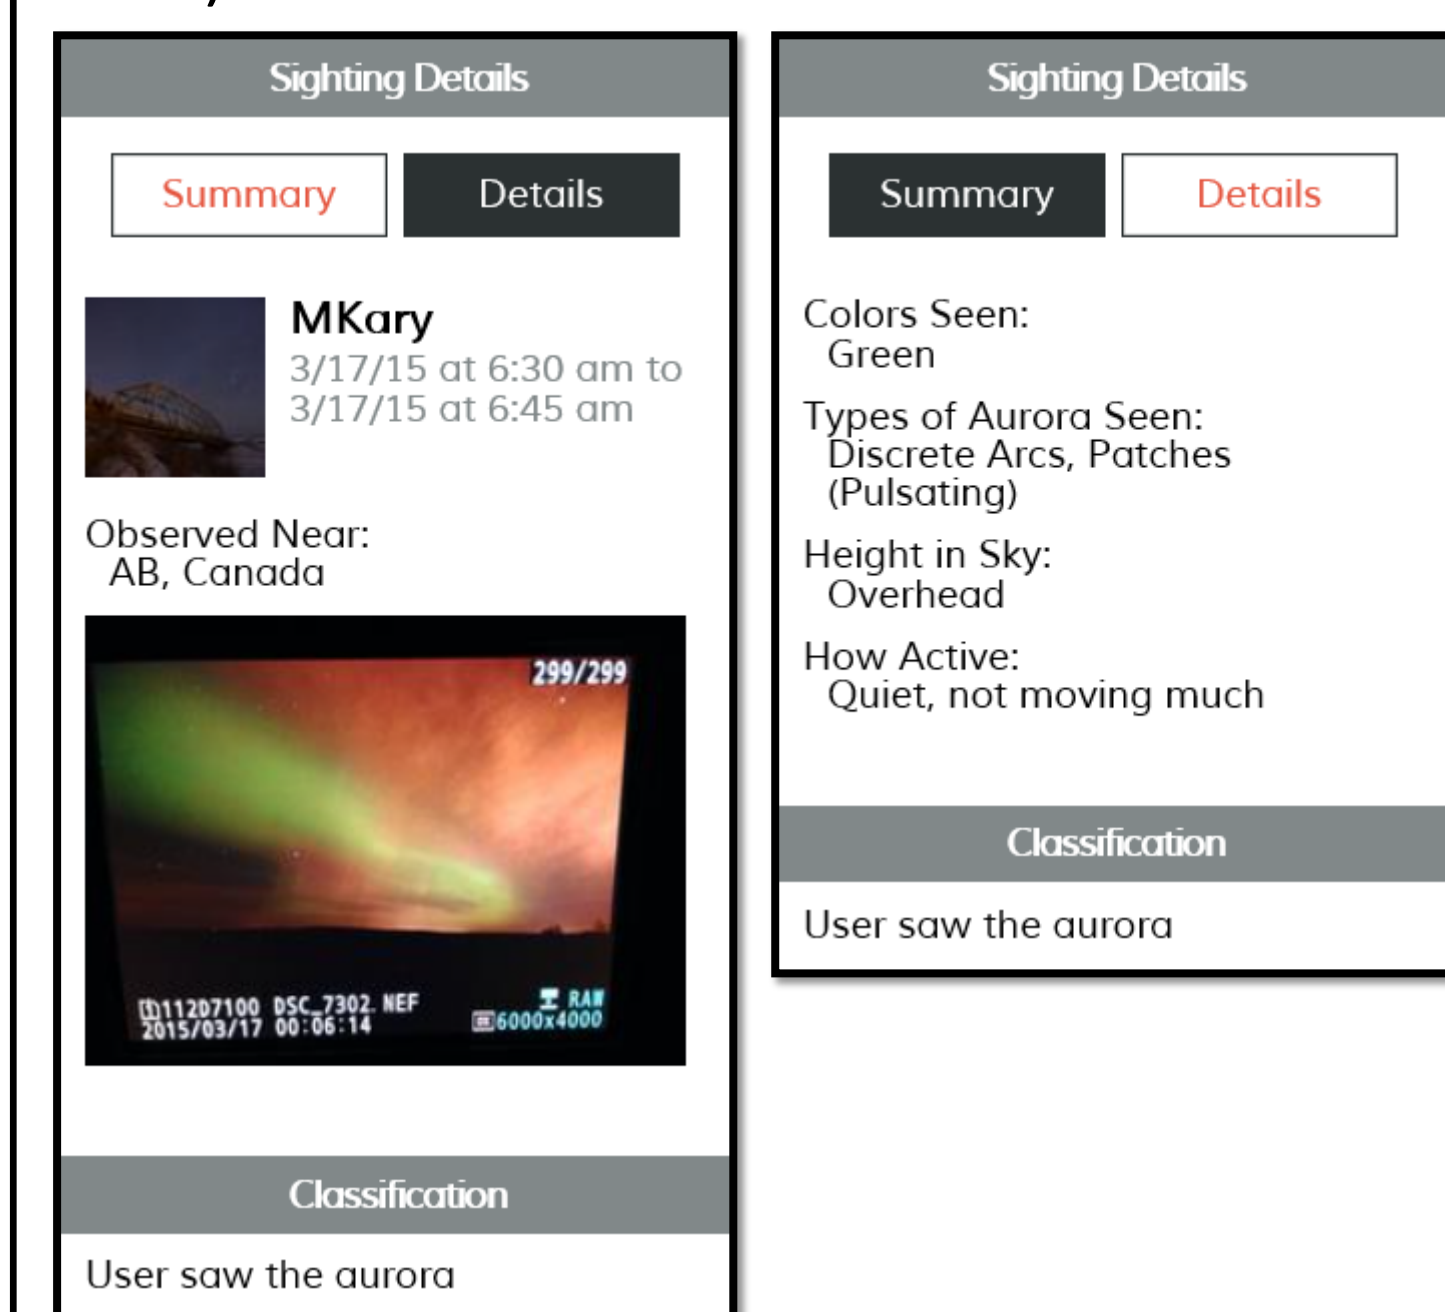 Sighting Details
Summary
Details
MKary
3/17/15 at 6:30 am to
3/17/15 at 6:45 am
Observed Near:
AB, Canada
299/299
112D7100 DSC_7302.NEF
RAW
2015/03/17 00:06:14
6000x4000
Classification
User saw the aurora
Sighting Details
Summary
Details
Colors Seen:
Green
Types of Aurora Seen:
Discrete Arcs, Patches
(Pulsating)
Height in Sky:
Overhead
How Active:
Quiet, not moving much
Classification
User saw the aurora